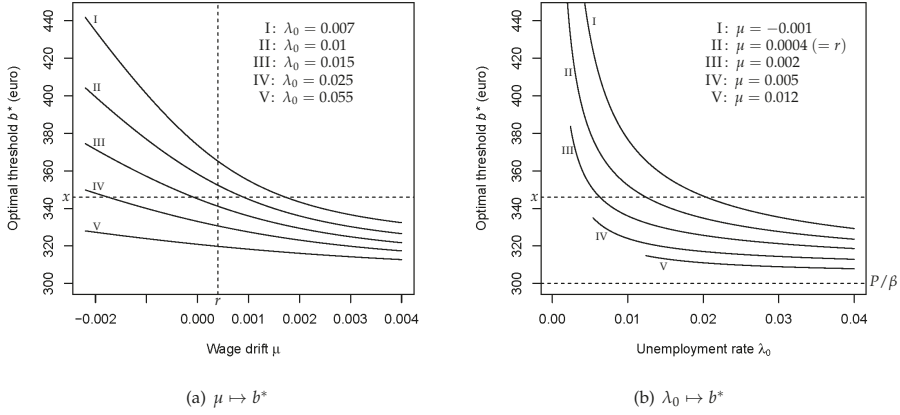 Optimal threshold b* (euro)
440
420
400
380
360
340
320
300
x
I
II
III
IV
V
I: λ₀ = 0.007
II: λ₀ = 0.01
III: λ₀ = 0.015
IV: λ₀ = 0.025
V: λ₀ = 0.055
r
−0.002 0.000 0.001 0.002 0.003 0.004
Wage drift μ
(a) μ ↦ b*
Optimal threshold b* (euro)
440
420
400
380
360
340
320
300
x
I
II
III
IV
V
I: μ = −0.001
II: μ = 0.0004 (= r)
III: μ = 0.002
IV: μ = 0.005
V: μ = 0.012
P/β
0.00 0.01 0.02 0.03 0.04
Unemployment rate λ₀
(b) λ₀ ↦ b*